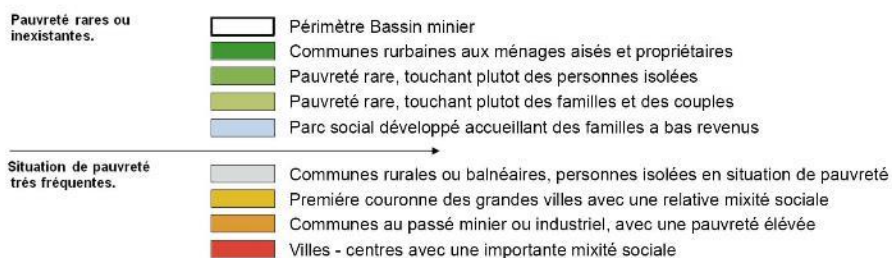 Pauvreté rares ou
inexistantes.
Périmètre Bassin minier
Communes rurbaines aux ménages aisés et propriétaires
Pauvreté rare, touchant plutot des personnes isolées
Pauvreté rare, touchant plutot des familles et des couples
Parc social développé accueillant des familles a bas revenus
Situation de pauvreté
trés fréquentes.
Communes rurales ou balnéaires, personnes isolées en situation de pauvreté
Premiére couronne des grandes villes avec une relative mixité sociale
Communes au passé minier ou industriel, avec une pauvreté élévée
Villes - centres avec une importante mixité sociale